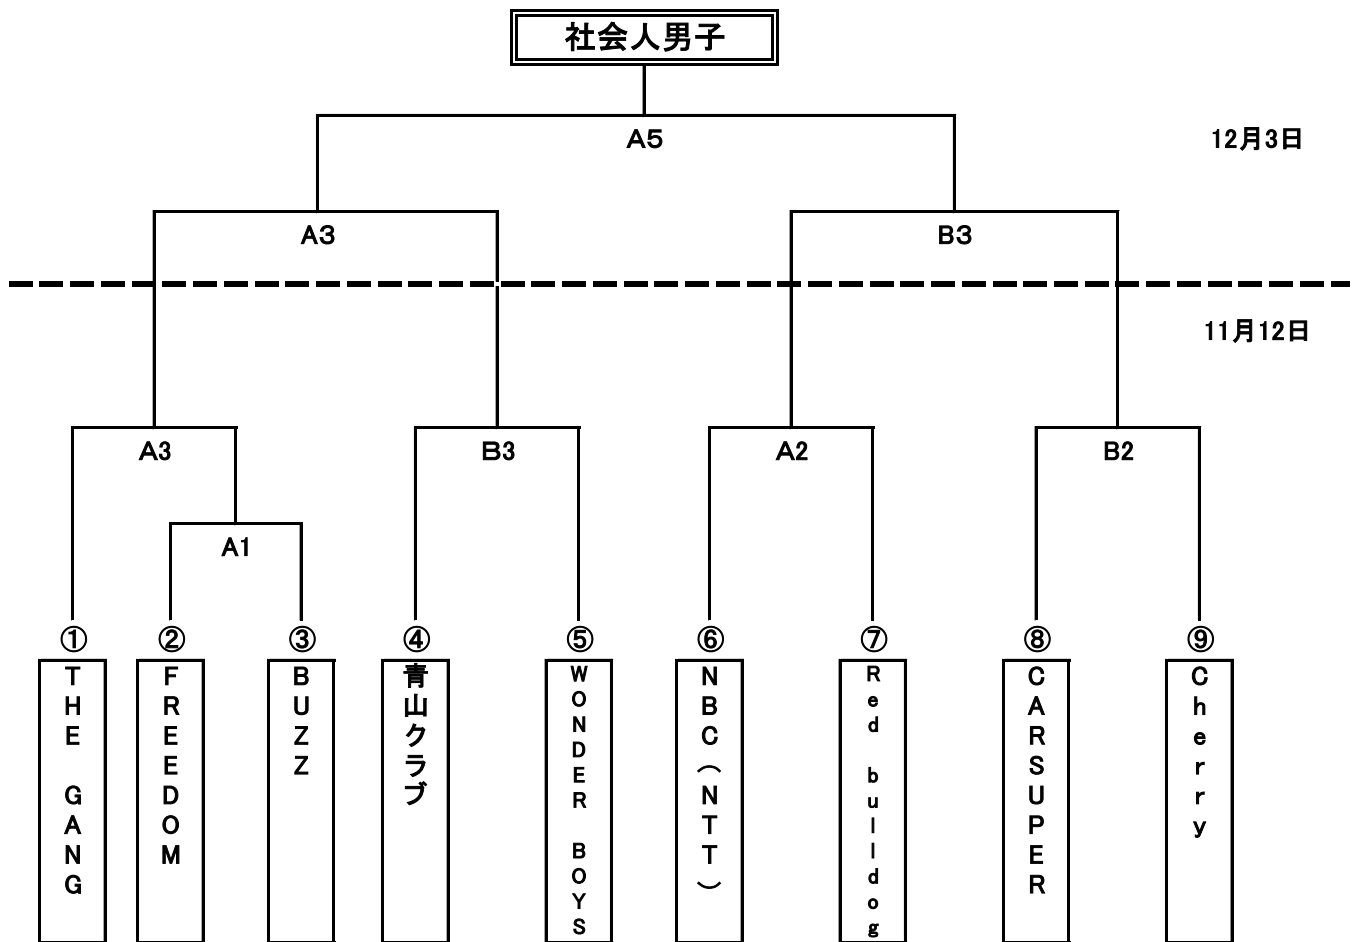 社会人男子
A5
12月3日
A3
B3
11月12日
A3
B3
A2
B2
A1
①
②
③
④
⑤
⑥
⑦
⑧
⑨
THE GANG
FREEDOM
BUZZ
青山クラブ
WONDER BOYS
NBC(NTT)
Red bulldog
CARSUPER
Cherry